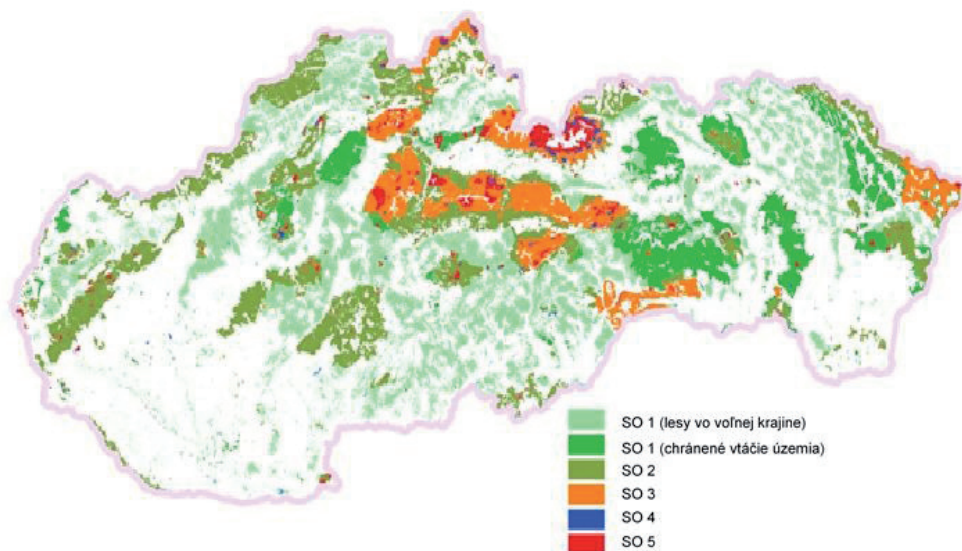 SO 1 (lesy vo voľnej krajine)
SO 1 (chránené vtáčie územia)
SO 2
SO 3
SO 4
SO 5